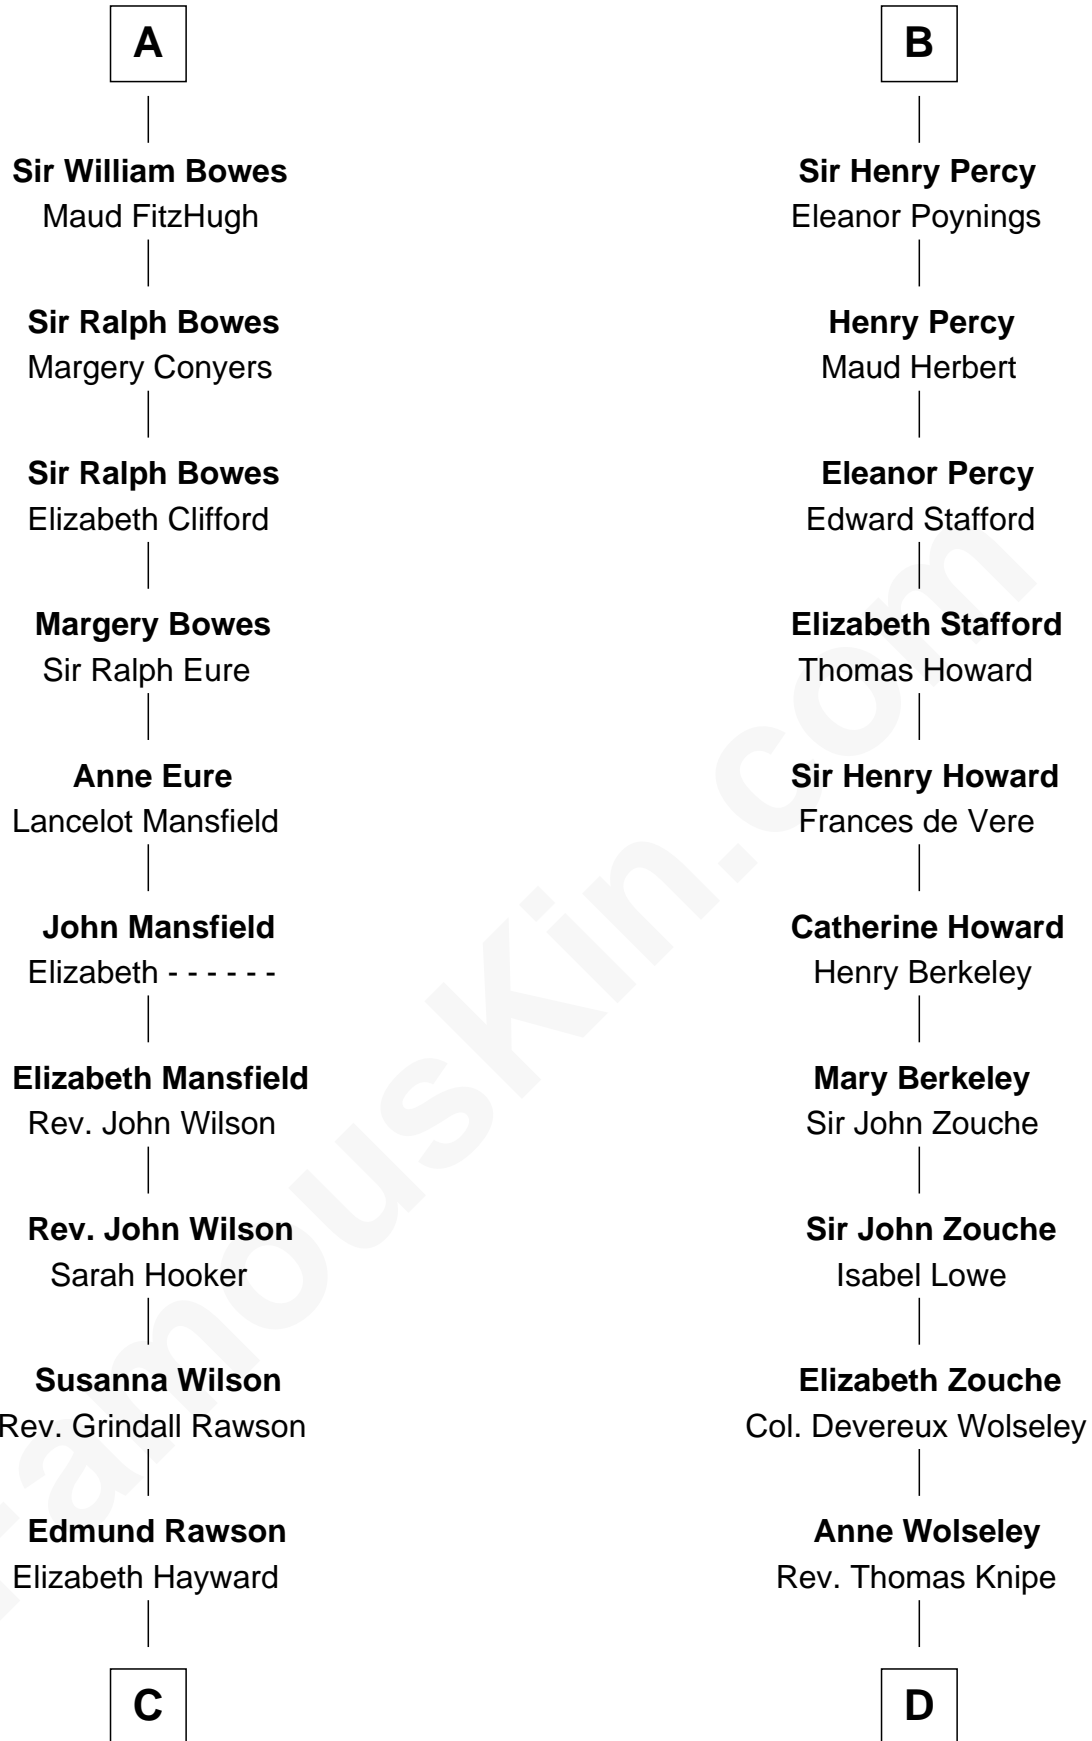 A
Sir William Bowes
Maud FitzHugh
Sir Ralph Bowes
Margery Conyers
Sir Ralph Bowes
Elizabeth Clifford
Margery Bowes
Sir Ralph Eure
Anne Eure
Lancelot Mansfield
John Mansfield
Elizabeth - - - - - -
Elizabeth Mansfield
Rev. John Wilson
Rev. John Wilson
Sarah Hooker
Susanna Wilson
Rev. Grindall Rawson
Edmund Rawson
Elizabeth Hayward
C
B
Sir Henry Percy
Eleanor Poynings
Henry Percy
Maud Herbert
Eleanor Percy
Edward Stafford
Elizabeth Stafford
Thomas Howard
Sir Henry Howard
Frances de Vere
Catherine Howard
Henry Berkeley
Mary Berkeley
Sir John Zouche
Sir John Zouche
Isabel Lowe
Elizabeth Zouche
Col. Devereux Wolseley
Anne Wolseley
Rev. Thomas Knipe
D
FamousKin.com